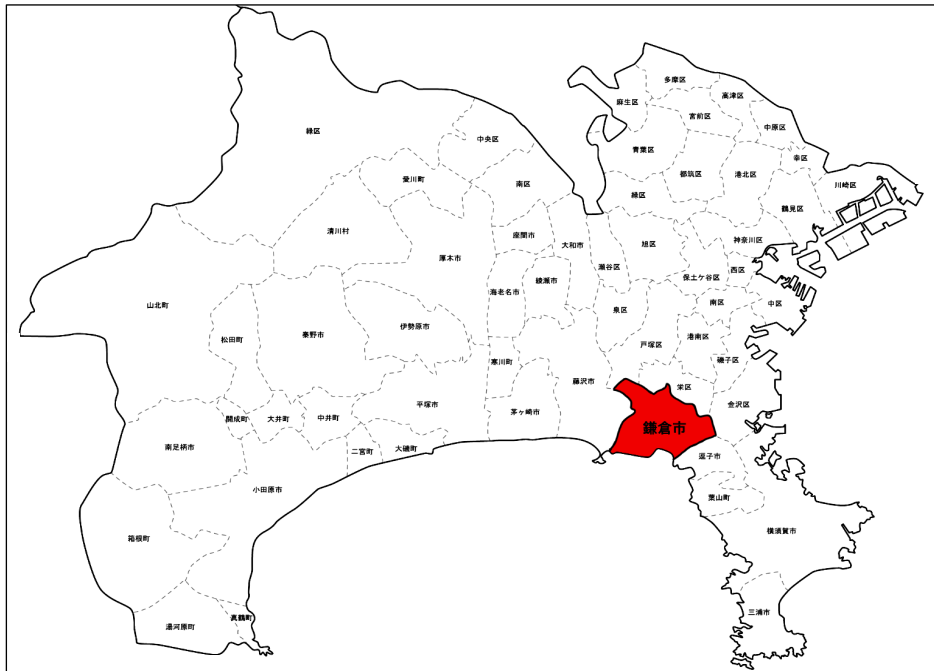 多摩区
高津区
麻生区
宮前区
中原区
緑区
中央区
青葉区
幸区
愛川町
南区
都筑区
港北区
川崎区
緑区
鶴見区
清川村
座間市
大和市
旭区
神奈川区
厚木市
瀬谷区
西区
保土ケ谷区
綾瀬市
海老名市
山北町
南区
中区
泉区
伊勢原市
秦野市
松田町
港南区
戸塚区
寒川町
磯子区
藤沢市
栄区
平塚市
金沢区
茅ヶ崎市
開成町
大井町
中井町
鎌倉市
南足柄市
二宮町
大磯町
逗子市
小田原市
葉山町
横須賀市
箱根町
三浦市
真鶴町
湯河原町